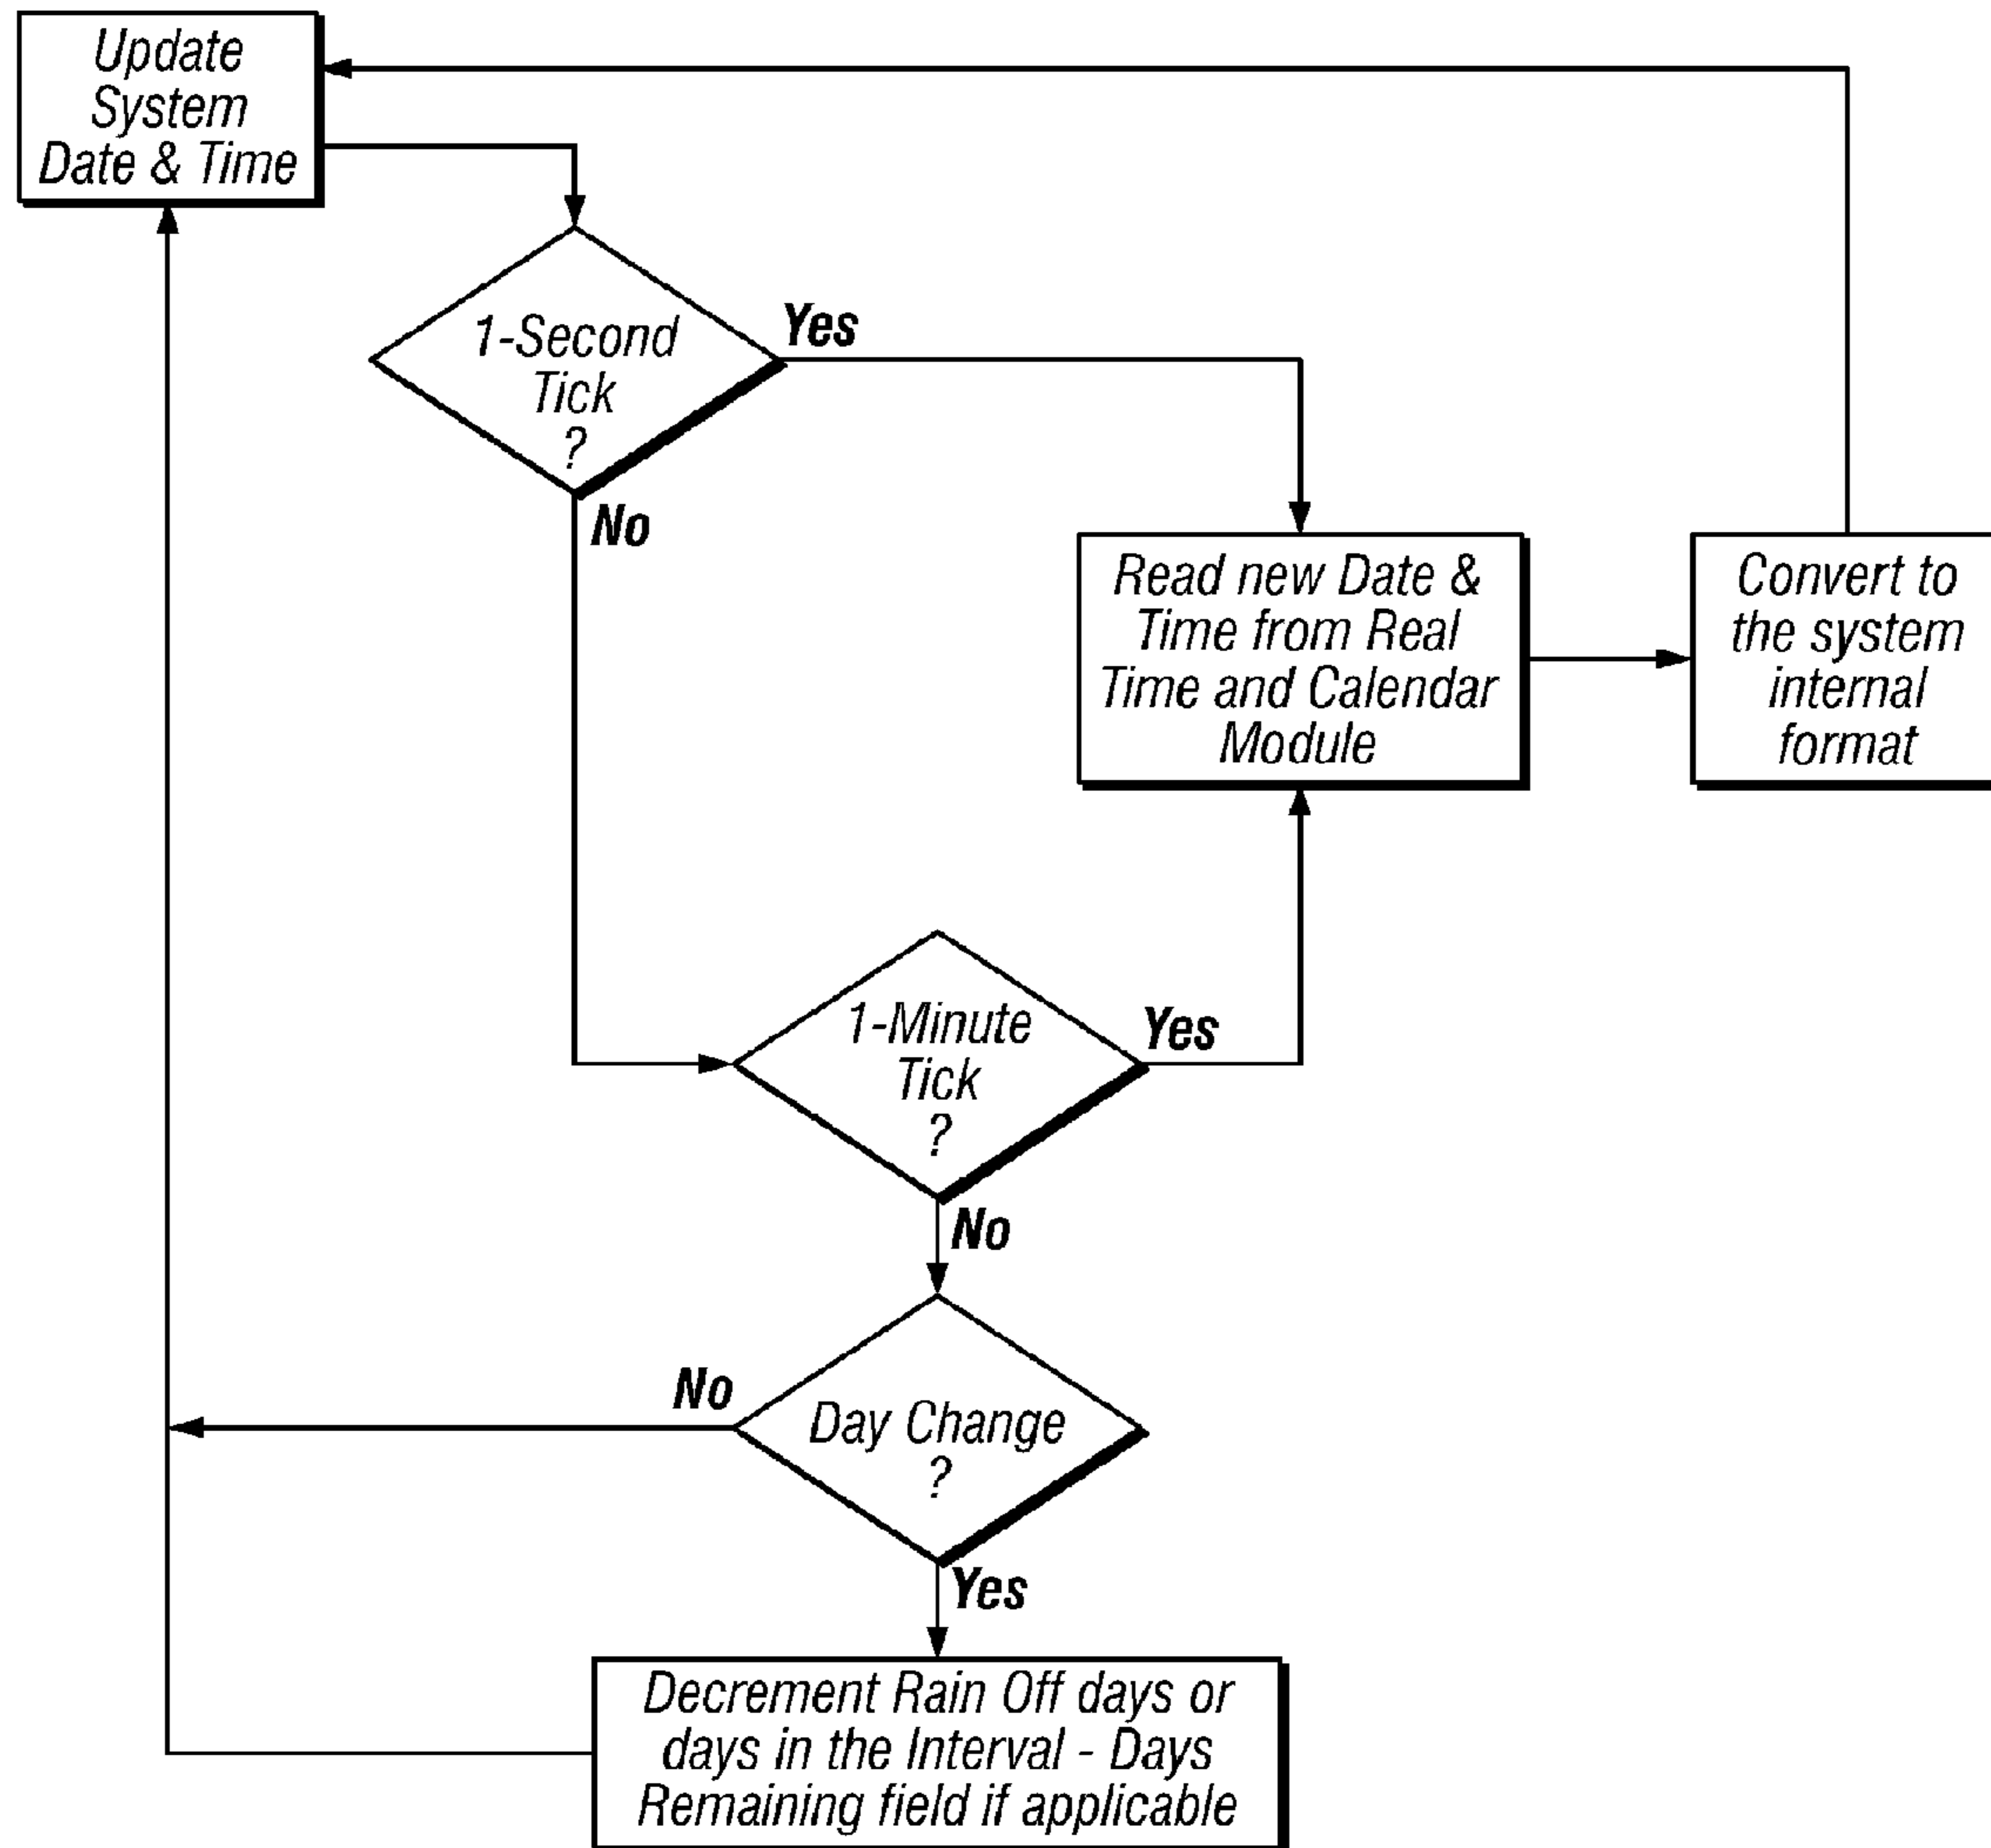 Update
System
Date & Time
1-Second
Tick
?
Yes
No
Read new Date &
Time from Real
Time and Calendar
Module
Convert to
the system
internal
format
1-Minute
Tick
?
Yes
No
Day Change
?
No
Yes
Decrement Rain Off days or
days in the Interval - Days
Remaining field if applicable